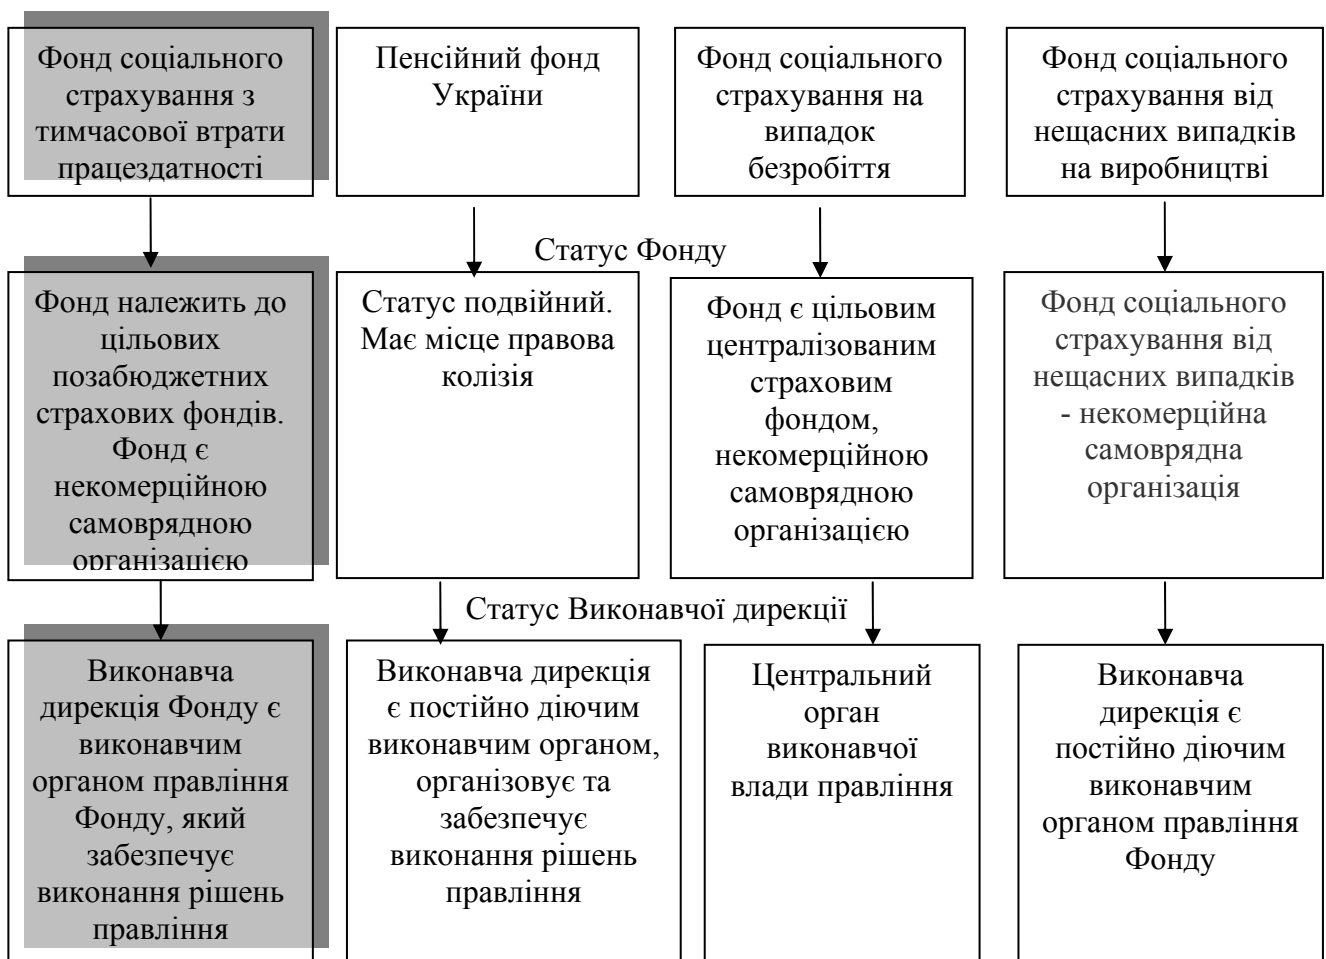 Фонд соціального
страхування з
тимчасової втрати
працездатності
Пенсійний фонд
України
Фонд соціального
страхування на
випадок
безробіття
Фонд соціального
страхування від
нещасних випадків
на виробництві
Статус Фонду
Фонд належить до
цільових
позабюджетних
страхових фондів.
Фонд є
некомерційною
самоврядною
організацією
Статус подвійний.
Має місце правова
колізія
Фонд є цільовим
централізованим
страховим
фондом,
некомерційною
самоврядною
організацією
Фонд соціального
страхування від
нещасних випадків
- некомерційна
самоврядна
організація
Статус Виконавчої дирекції
Виконавча
дирекція Фонду є
виконавчим
органом правління
Фонду, який
забезпечує
виконання рішень
правління
Виконавча дирекція
є постійно діючим
виконавчим органом,
організовує та
забезпечує
виконання рішень
правління
Центральний
орган
виконавчої
влади правління
Виконавча
дирекція є
постійно діючим
виконавчим
органом правління
Фонду